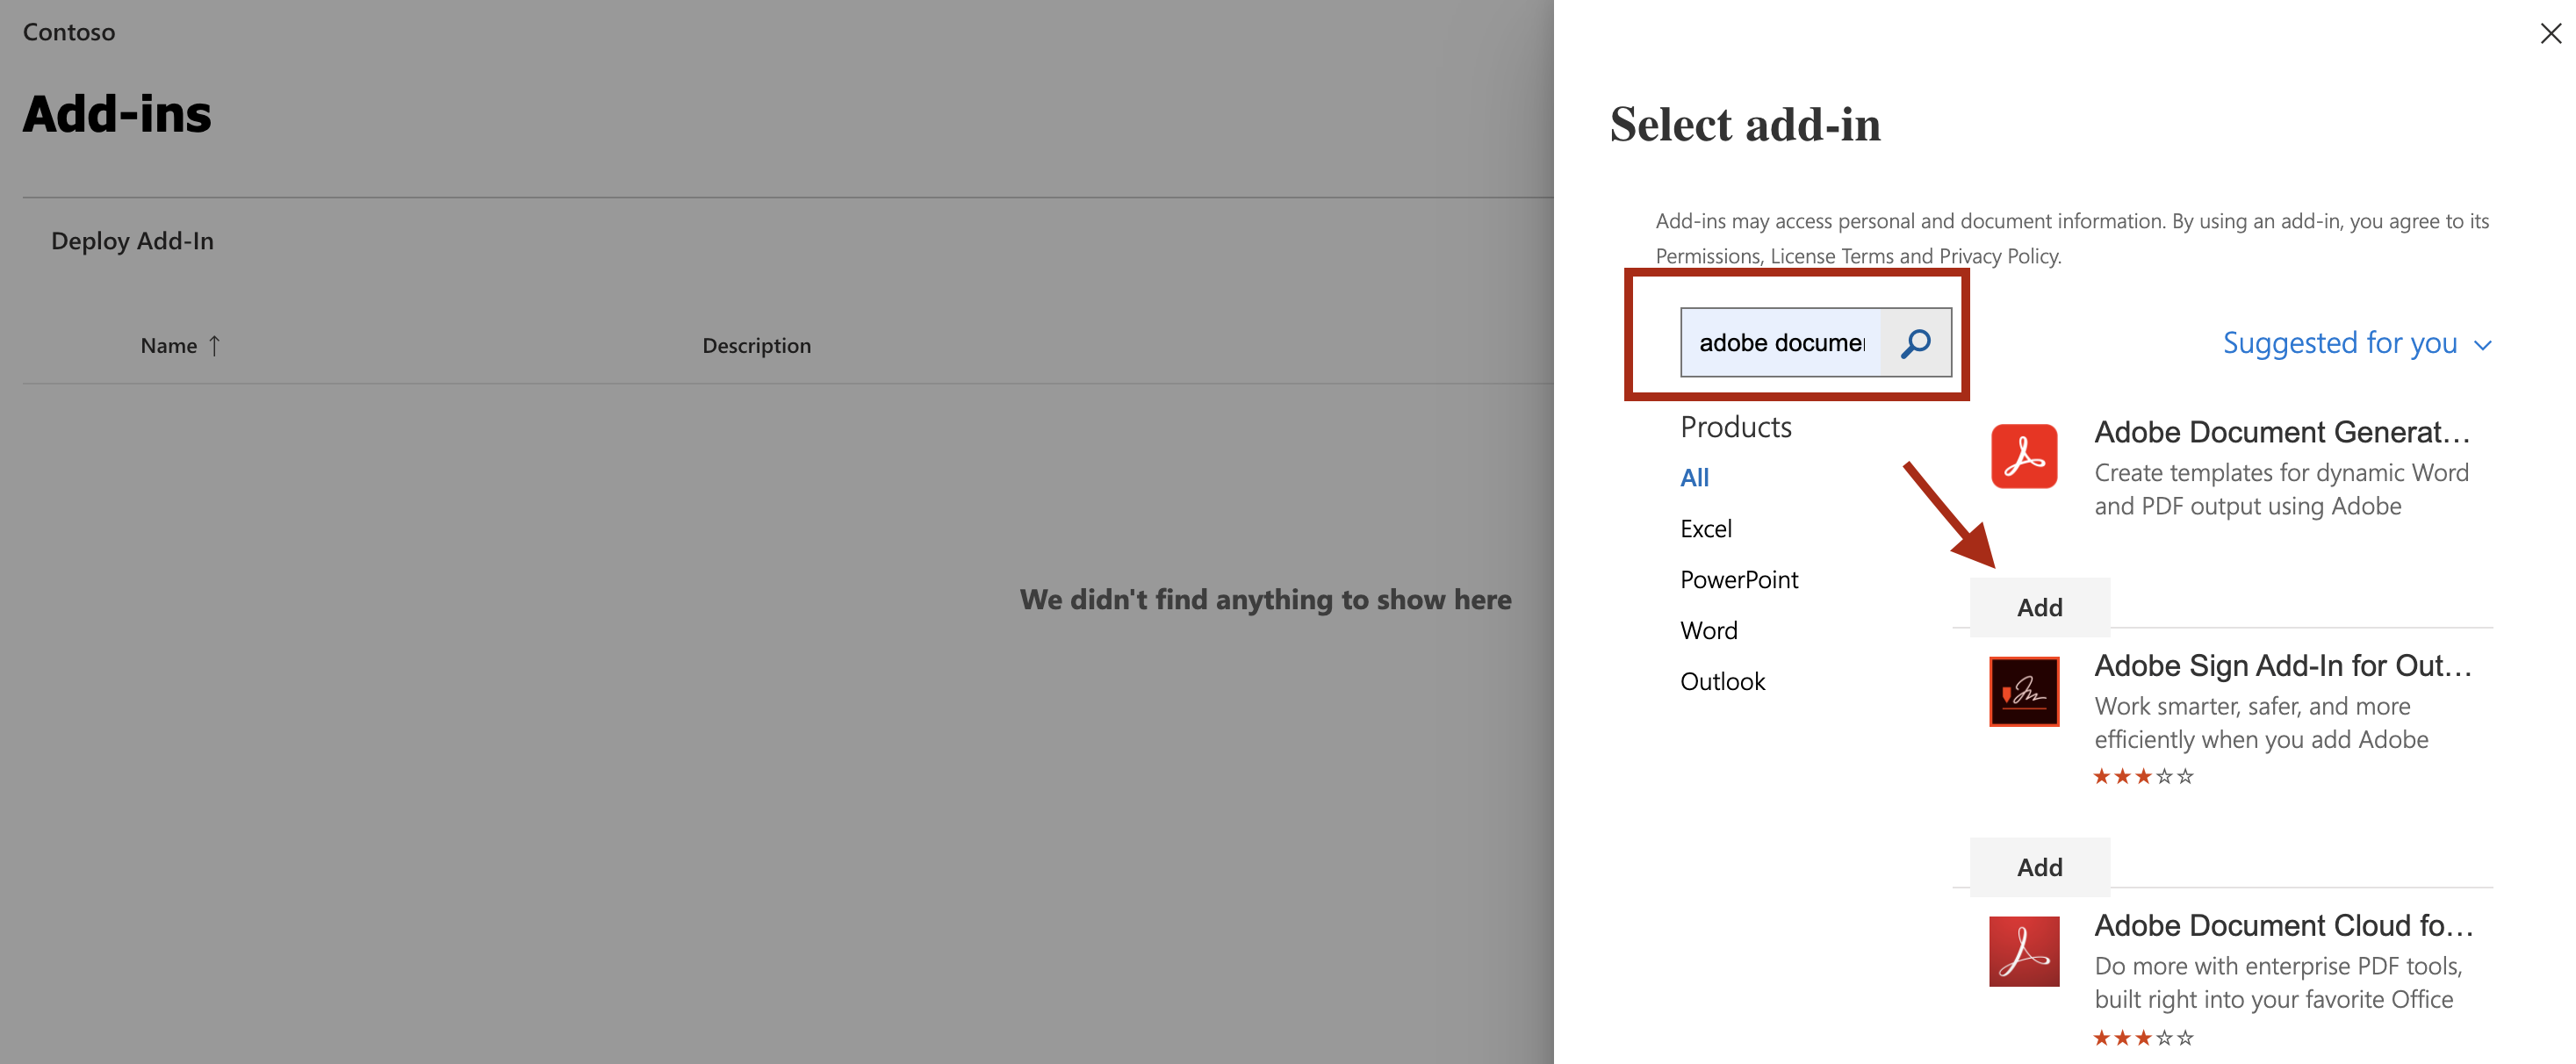 Contoso
Add-ins
Deploy Add-In
Name ↑
Description
We didn't find anything to show here
Select add-in
Add-ins may access personal and document information. By using an add-in, you agree to its
Permissions, License Terms and Privacy Policy.
adobe docume
Suggested for you
Products
All
Excel
PowerPoint
Word
Outlook
Adobe Document Generat...
Create templates for dynamic Word
and PDF output using Adobe
Add
Adobe Sign Add-In for Out...
Work smarter, safer, and more
efficiently when you add Adobe
Add
Adobe Document Cloud fo...
Do more with enterprise PDF tools,
built right into your favorite Office